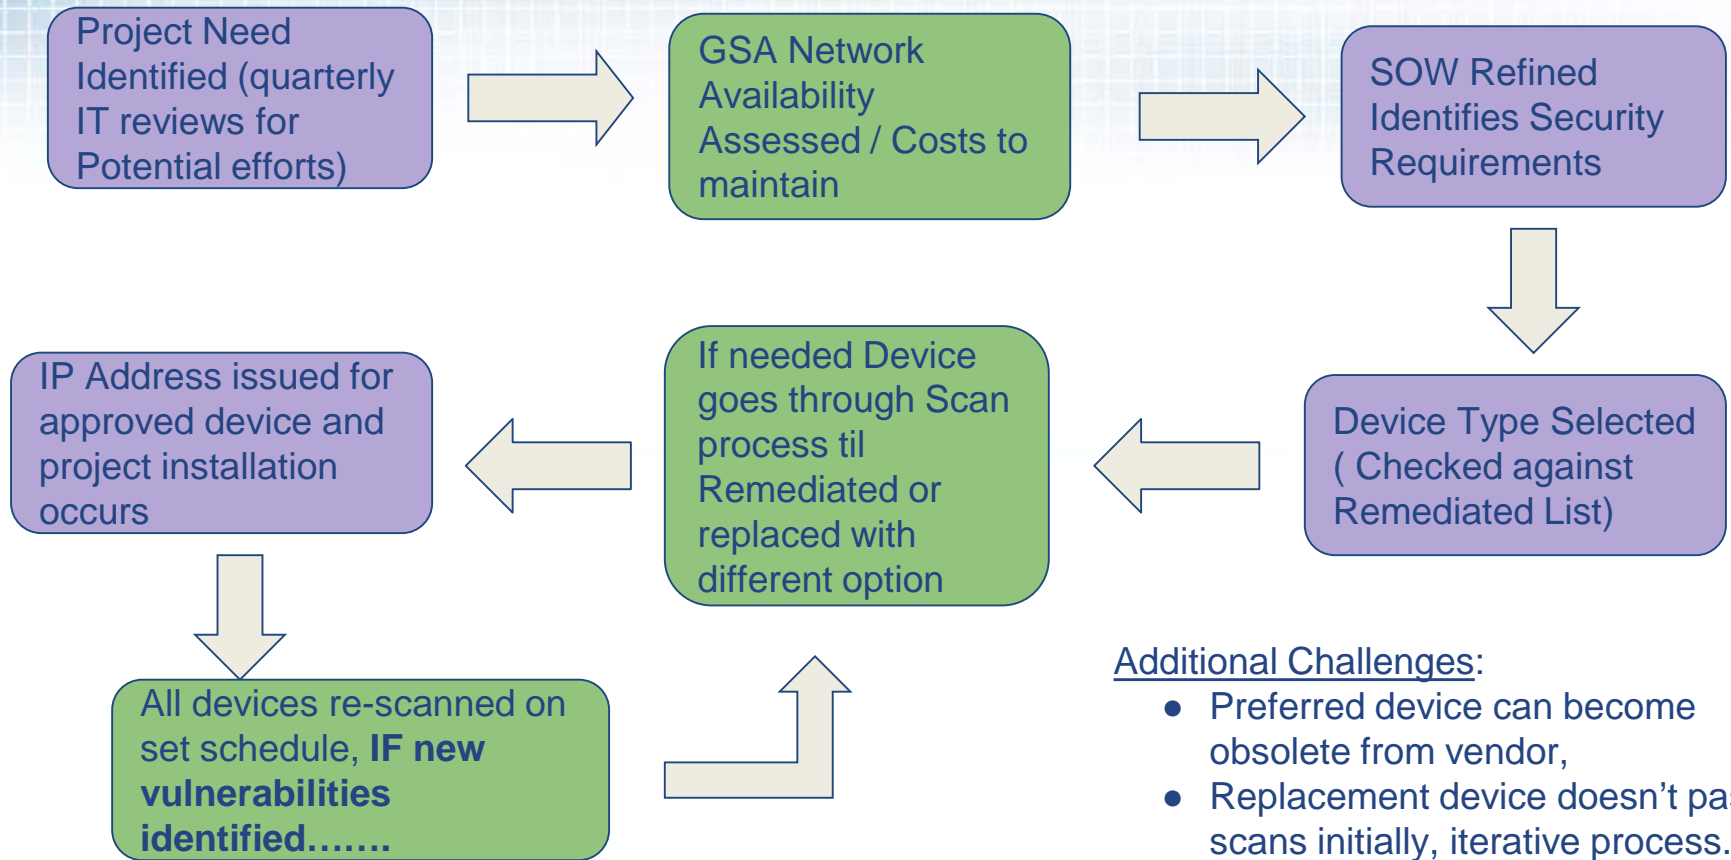 Project Need
Identified (quarterly
IT reviews for
Potential efforts)
GSA Network
Availability
Assessed / Costs to
maintain
SOW Refined
Identifies Security
Requirements
Device Type Selected
( Checked against
Remediated List)
If needed Device
goes through Scan
process til
Remediated or
replaced with
different option
IP Address issued for
approved device and
project installation
occurs
All devices re-scanned on
set schedule, IF new
vulnerabilities
identified…….
Additional Challenges:
● Preferred device can become
obsolete from vendor,
● Replacement device doesn’t
scans initially, iterative process.